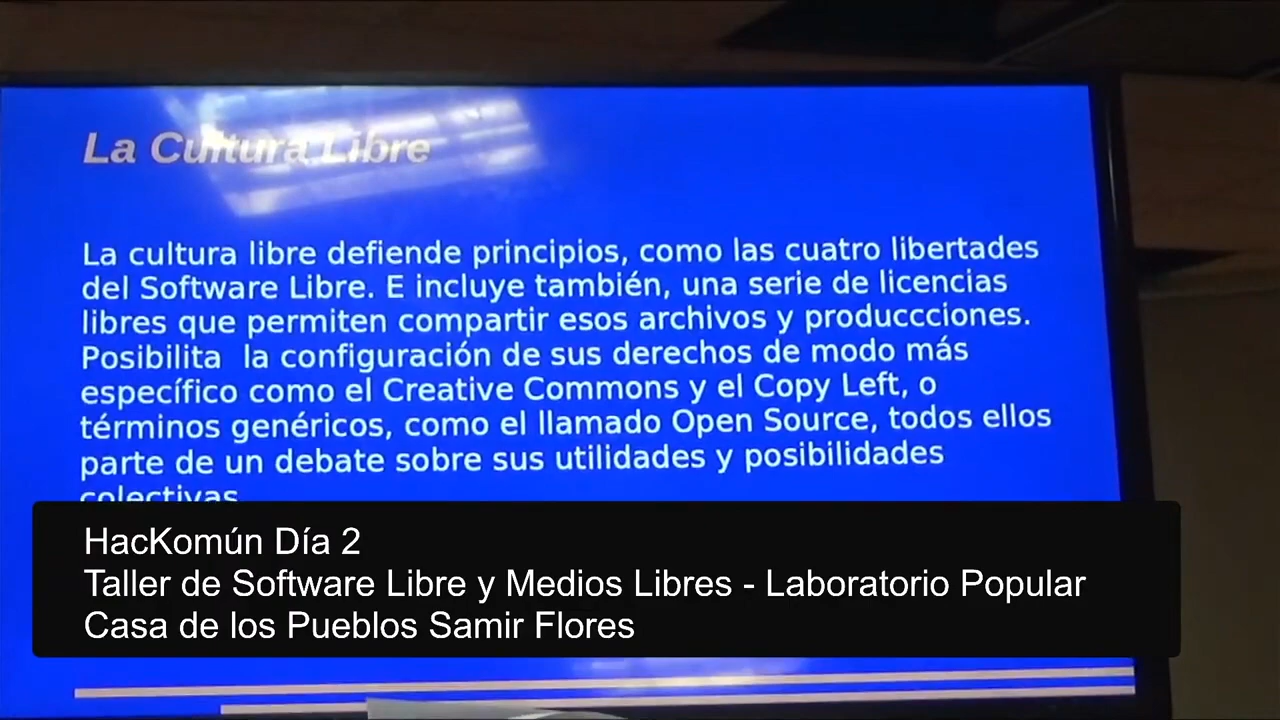 La Cultura Libre
La cultura libre defiende principios, como las cuatro libertades
del Software Libre. E incluye también, una serie de licencias
libres que permiten compartir esos archivos y produccciones.
Posibilita la configuración de sus derechos de modo más
específico como el Creative Commons y el Copy Left, o
términos genéricos, como el llamado Open Source, todos ellos
parte de un debate sobre sus utilidades y posibilidades
colectivas
HacKomún Día 2
Taller de Software Libre y Medios Libres - Laboratorio Popular
Casa de los Pueblos Samir Flores